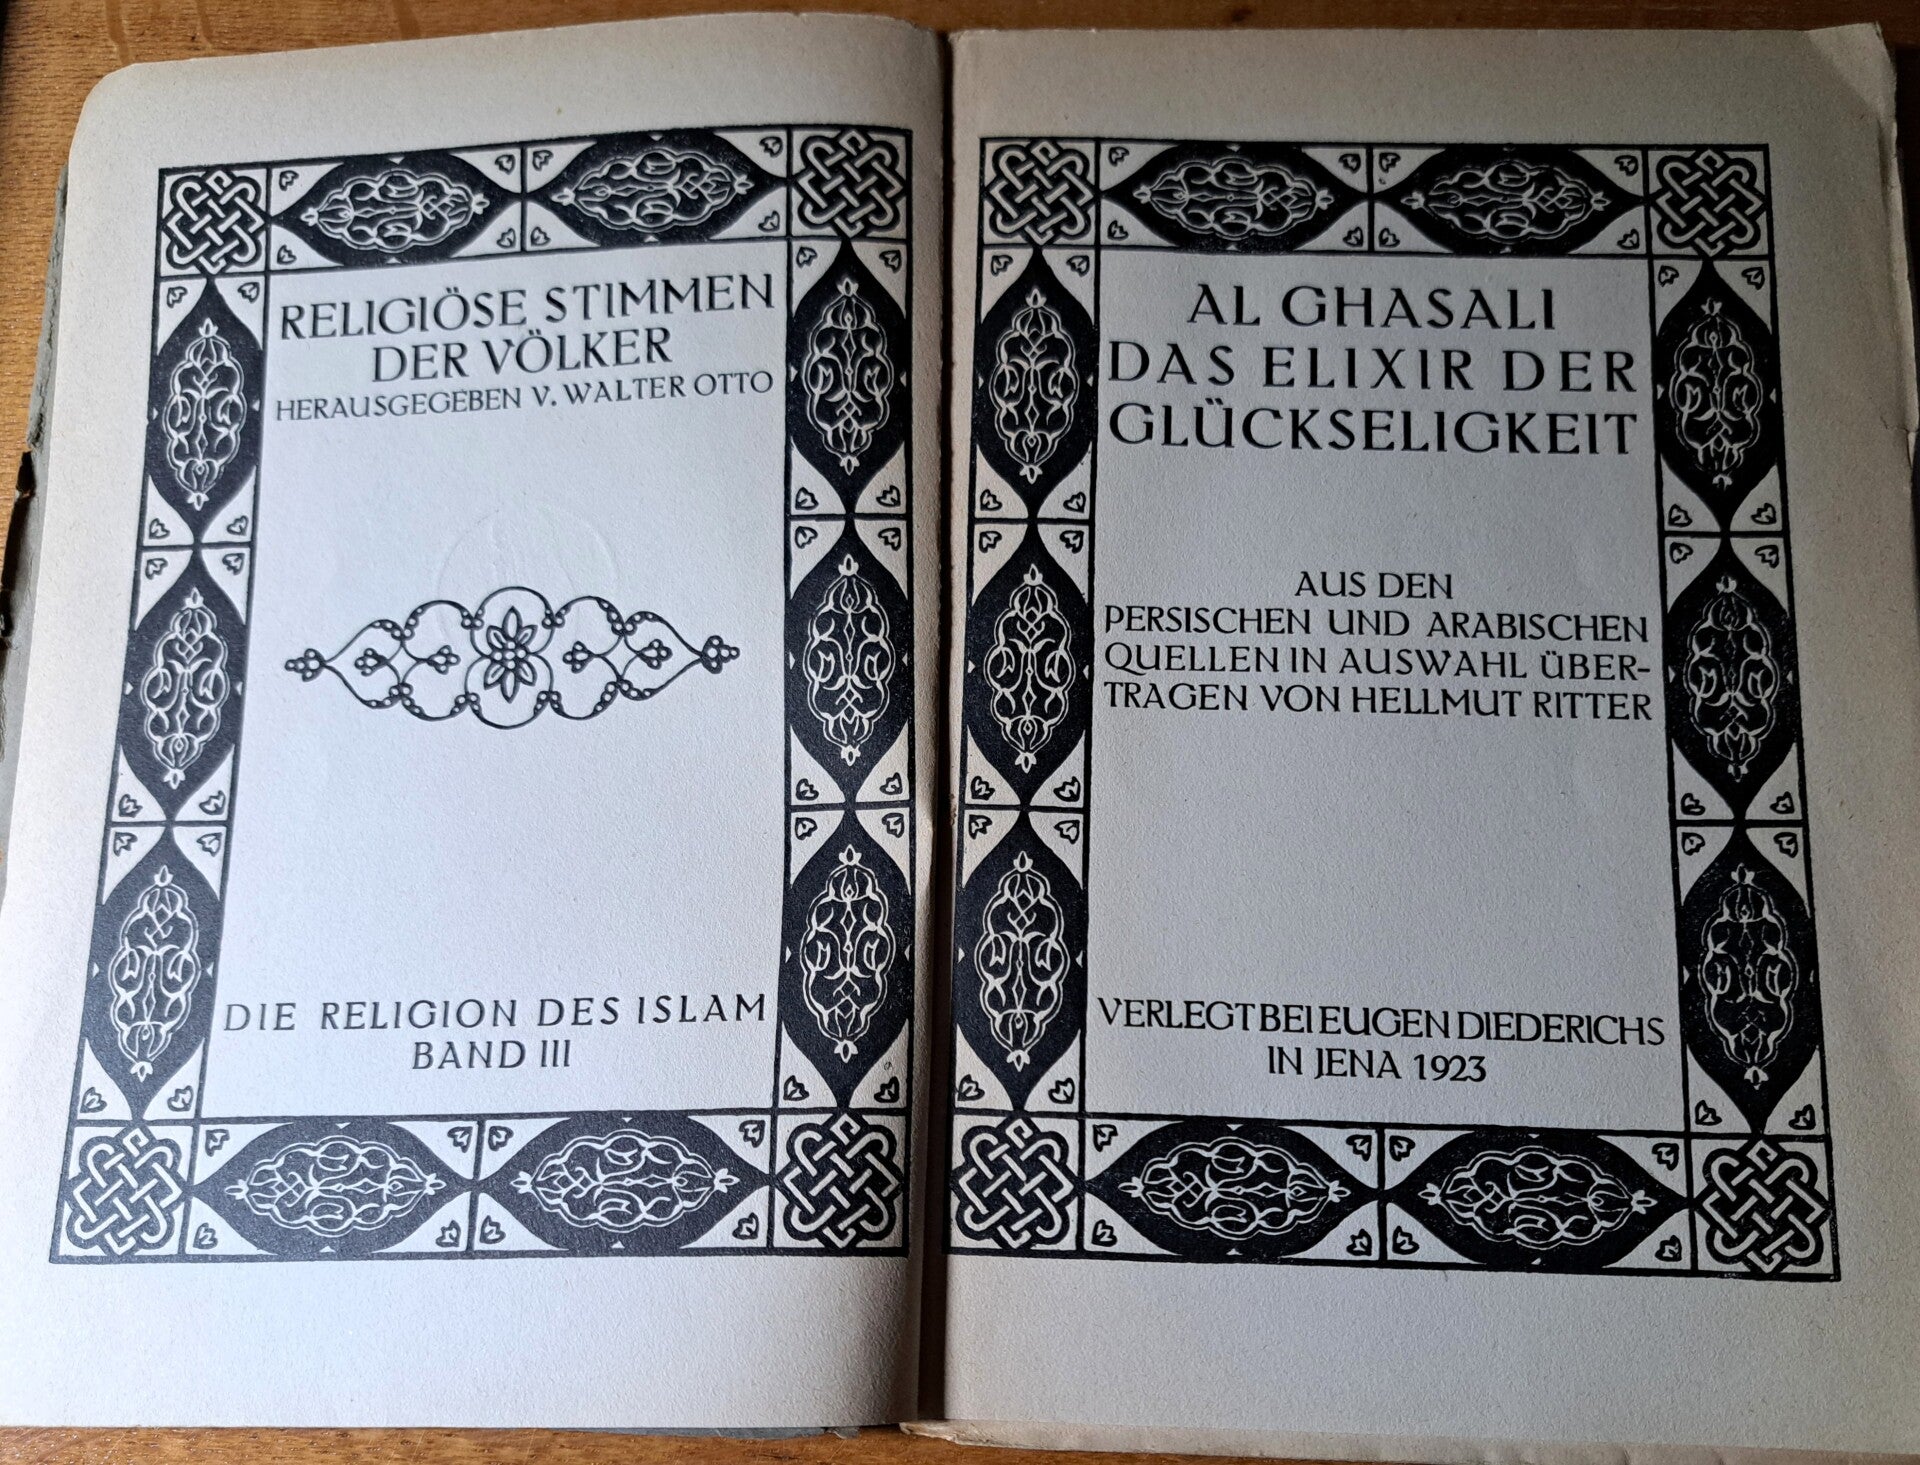 RELIGIÖSE STIMMEN
DER VÖLKER
HERAUSGEGEBEN V. WALTER OTTO
DIE RELIGION DES ISLAM
BAND III
AL GHASALI
DAS ELIXIR DER
GLÜCKSELIGKEIT
AUS DEN
PERSISCHEN UND ARABISCHEN
QUELLEN IN AUSWAHL ÜBER-
TRAGEN VON HELLMUT RITTER
VERLEGT BEI EUGEN DIEDERICHS
IN JENA 1923